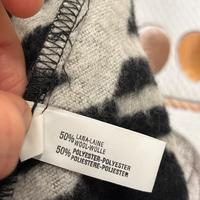 50% LANA-LAINE
WOOL-WOLLE
50% POLYESTER-POLYESTER
POLIESTERE-POLIESTER